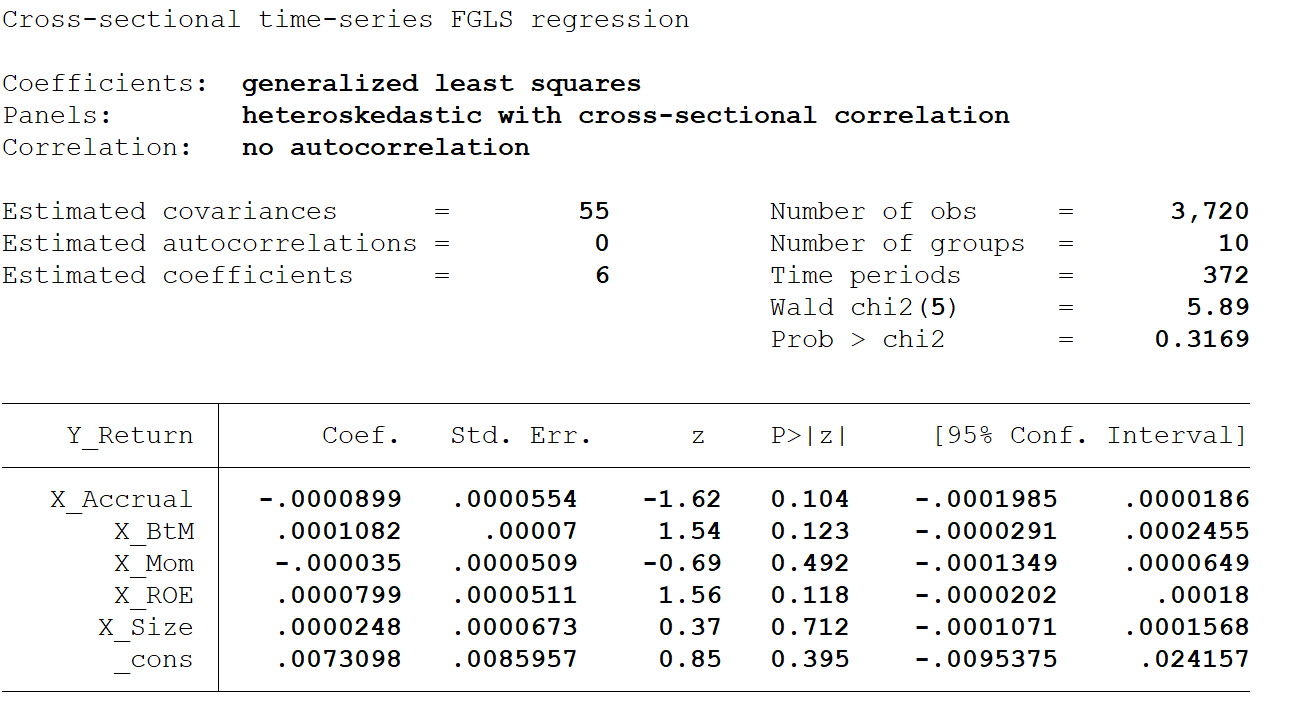 Cross-sectional time-series FGLS regression
Coefficients:  generalized least squares
Panels:        heteroskedastic with cross-sectional correlation
Correlation:   no autocorrelation
Estimated covariances      =        55          Number of obs     =      3,720
Estimated autocorrelations =         0          Number of groups  =         10
Estimated coefficients     =         6          Time periods      =        372
Wald chi2(5)      =       5.89
Prob > chi2       =     0.3169
Y_Return        Coef.   Std. Err.      z    P>|z|     [95% Conf. Interval]
X_Accrual   -.0000899   .0000554    -1.62   0.104    -.0001985    .0000186
X_BtM    .0001082     .00007     1.54   0.123    -.0000291    .0002455
X_Mom    -.000035   .0000509    -0.69   0.492    -.0001349    .0000649
X_ROE    .0000799   .0000511     1.56   0.118    -.0000202      .00018
X_Size    .0000248   .0000673     0.37   0.712    -.0001071    .0001568
_cons    .0073098   .0085957     0.85   0.395    -.0095375     .024157